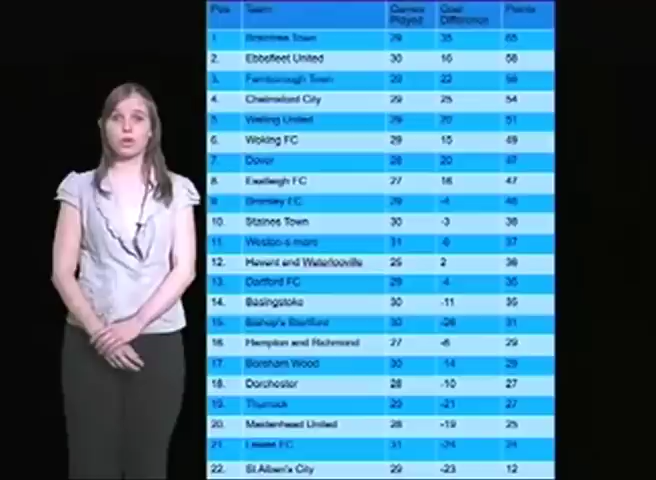 Pos Team Games Played Goal Difference Points
1. Braintree Town 29 35 65
2. Ebbsfleet United 30 16 58
3. Farnborough Town 22 56
4. Chelmsford City 29 25 54
5. Welling United 29 20 51
6. Woking FC 29 15 49
7. Dover 28 20 47
8. Eastleigh FC 27 16 47
9. Bromley FC 29 -4
10. Staines Town 30 -3 38
11. Weston-s-mare 31 37
12. Havent and Waterlooville 25 2 36
13. Dartford FC 29 -4 35
14. Basingstoke 30 -11 35
15. Bishop's Stortford 30 31
16. Hampton and Richmond 27 -6 29
17. Boreham Wood 30 -14 29
18. Dorchester 28 -10 27
19. Thurrock -21 27
20. Maidenhead United 28 -19 25
21. Lewes FC 31 -24 24
22. St Alban's City 29 -23 12